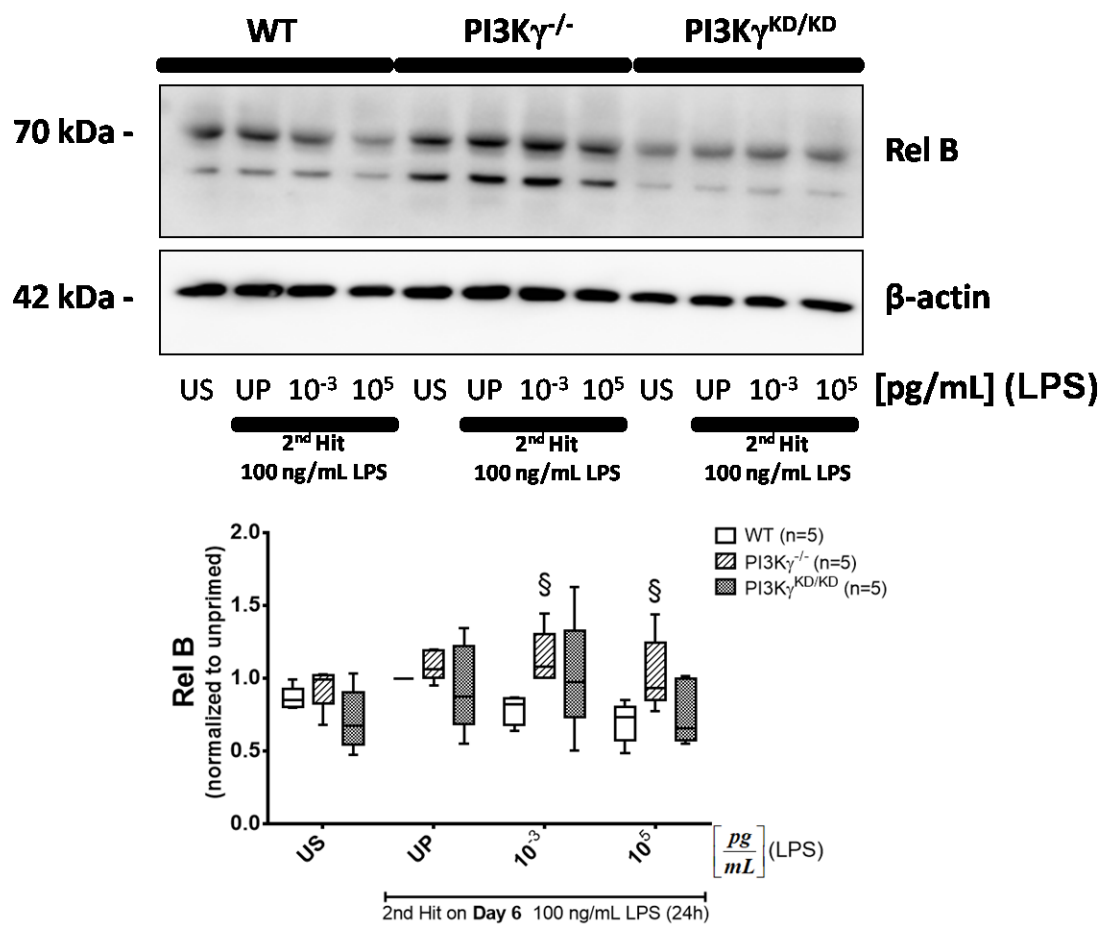 WT PI3Kγ-/- PI3KγKD/KD
70 kDa - Rel B
42 kDa - β-actin
US UP 10-3 105 US UP 10-3 105 US UP 10-3 105 [pg/mL] (LPS)
2nd Hit 2nd Hit 2nd Hit
100 ng/mL LPS 100 ng/mL LPS 100 ng/mL LPS
Rel B
(normalized to unprimed)
2.0
1.5
1.0
0.5
0.0
§ §
WT (n=5)
PI3Kγ-/- (n=5)
PI3KγKD/KD (n=5)
US UP 10-3 105 [pg/mL] (LPS)
2nd Hit on Day 6 100 ng/mL LPS (24h)